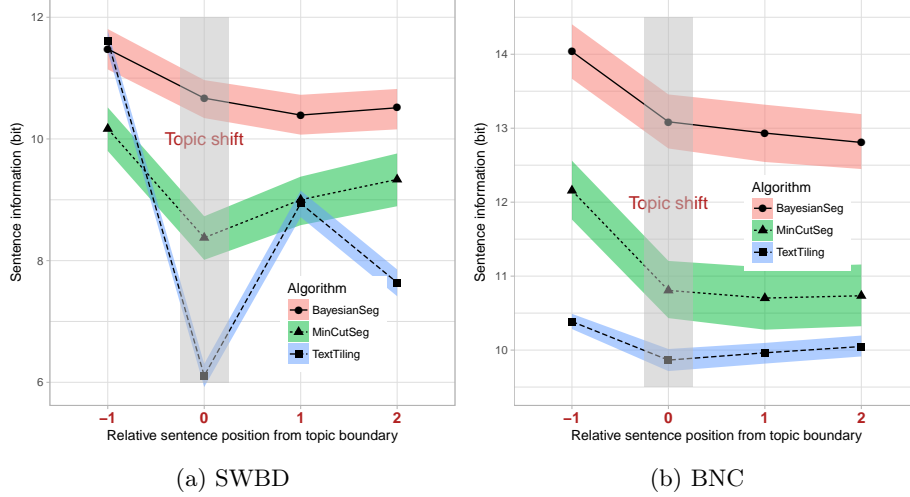 12
10
8
6
Sentence information (bit)
Topic shift
Algorithm
BayesianSeg
MinCutSeg
TextTiling
−1 0 1 2
Relative sentence position from topic boundary
(a) SWBD
14
13
12
11
10
Sentence information (bit)
Topic shift
Algorithm
BayesianSeg
MinCutSeg
TextTiling
−1 0 1 2
Relative sentence position from topic boundary
(b) BNC